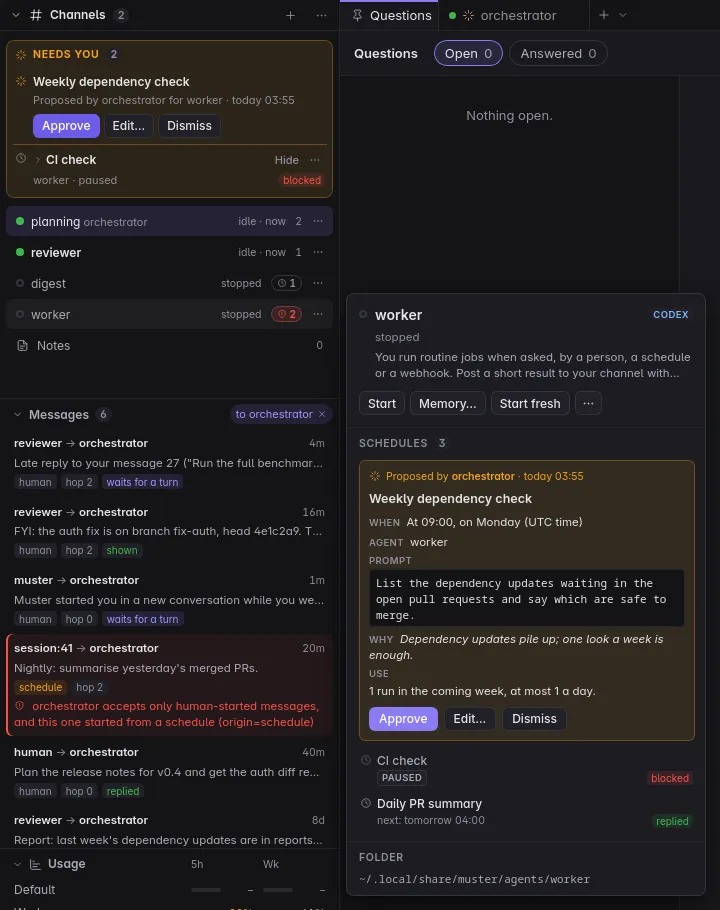 Channels 2
NEEDS YOU 2
Weekly dependency check
Proposed by orchestrator for worker · today 03:55
Approve Edit... Dismiss
CI check Hide ...
worker · paused blocked
planning orchestrator idle · now 2 ...
reviewer idle · now 1 ...
digest stopped 1 ...
worker stopped 2 ...
Notes 0
Messages 6 to orchestrator ×
reviewer → orchestrator 4m
Late reply to your message 27 ("Run the full benchmar...
human hop 2 waits for a turn
reviewer → orchestrator 16m
FYI: the auth fix is on branch fix-auth, head 4e1c2a9. T...
human hop 2 shown
muster → orchestrator 1m
Muster started you in a new conversation while you we...
human hop 0 waits for a turn
session:41 → orchestrator 20m
Nightly: summarise yesterday's merged PRs.
schedule hop 2
orchestrator accepts only human-started messages,
and this one started from a schedule (origin=schedule)
human → orchestrator 40m
Plan the release notes for v0.4 and get the auth diff re...
human hop 0 replied
reviewer → orchestrator 8d
Report: last week's dependency updates are in reports...
Usage 5h Wk
Default – –
Questions orchestrator
Questions Open 0 Answered 0
Nothing open.
worker CODEX
stopped
You run routine jobs when asked, by a person, a schedule
or a webhook. Post a short result to your channel with...
Start Memory... Start fresh ...
SCHEDULES 3
Proposed by orchestrator · today 03:55
Weekly dependency check
WHEN At 09:00, on Monday (UTC time)
AGENT worker
PROMPT
List the dependency updates waiting in the
open pull requests and say which are safe to
merge.
WHY Dependency updates pile up; one look a week is
enough.
USE
1 run in the coming week, at most 1 a day.
Approve Edit... Dismiss
CI check
PAUSED blocked
Daily PR summary
next: tomorrow 04:00 replied
FOLDER
~/.local/share/muster/agents/worker